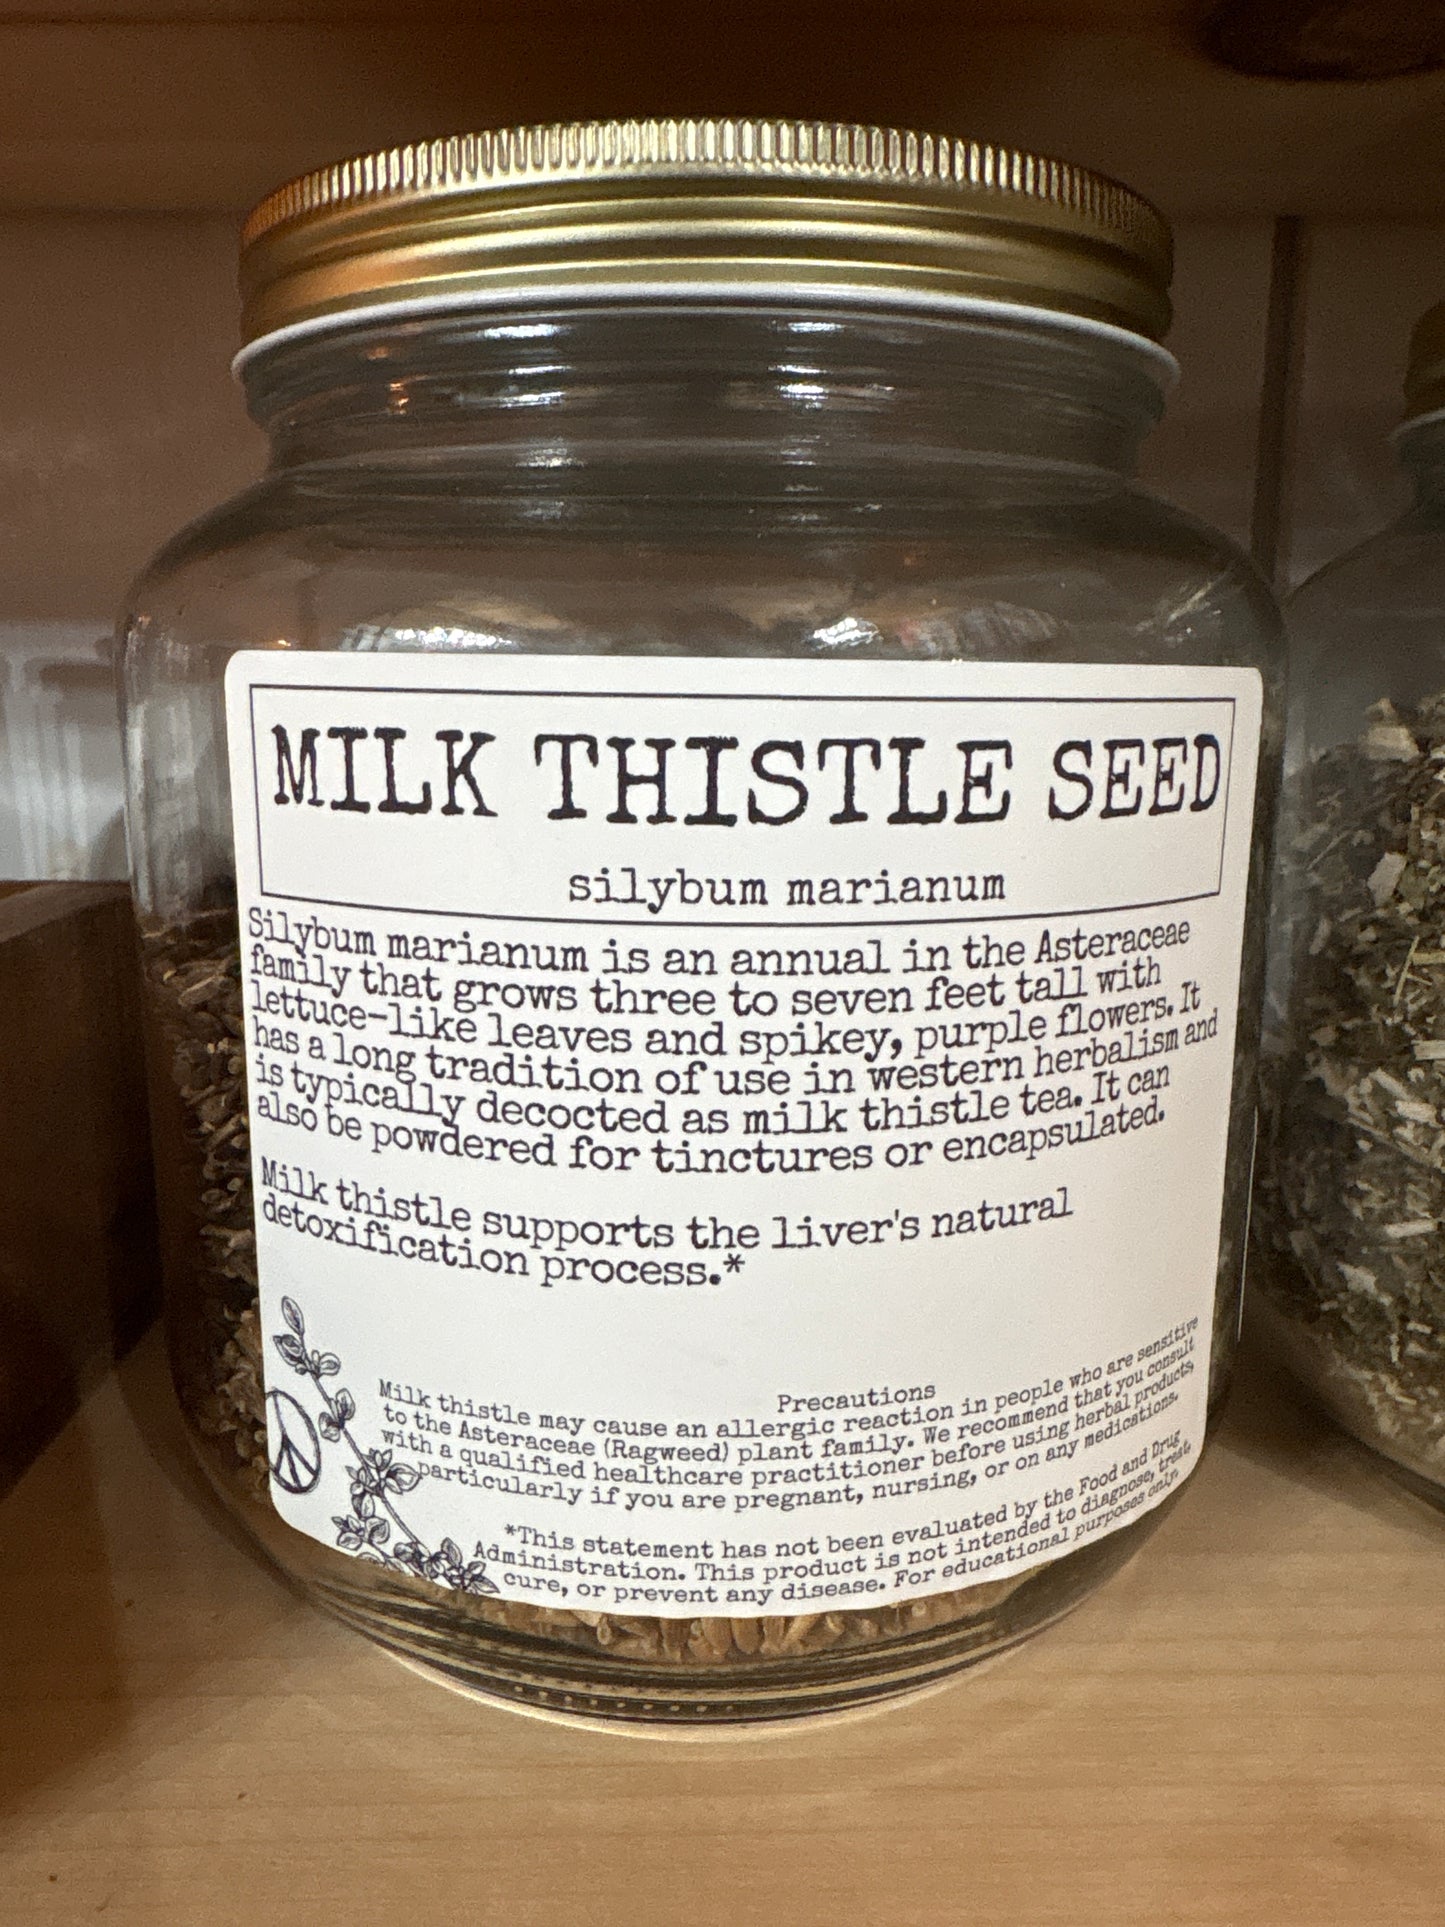 MILK THISTLE SEED
silybum marianum
Silybum marianum is an annual in the Asteraceae
family that grows three to seven feet tall with
lettuce-like leaves and spikey, purple flowers. It
has a long tradition of use in western herbalism and
is typically decocted as milk thistle tea. It can
also be powdered for tinctures or encapsulated.
Milk thistle supports the liver's natural
detoxification process.*
Precautions
Milk thistle may cause an allergic reaction in people who are sensitive
to the Asteraceae (Ragweed) plant family. We recommend that you consult
with a qualified healthcare practitioner before using herbal products,
particularly if you are pregnant, nursing, or on any medications.
*This statement has not been evaluated by the Food and Drug
Administration. This product is not intended to diagnose, treat,
cure, or prevent any disease. For educational purposes only.